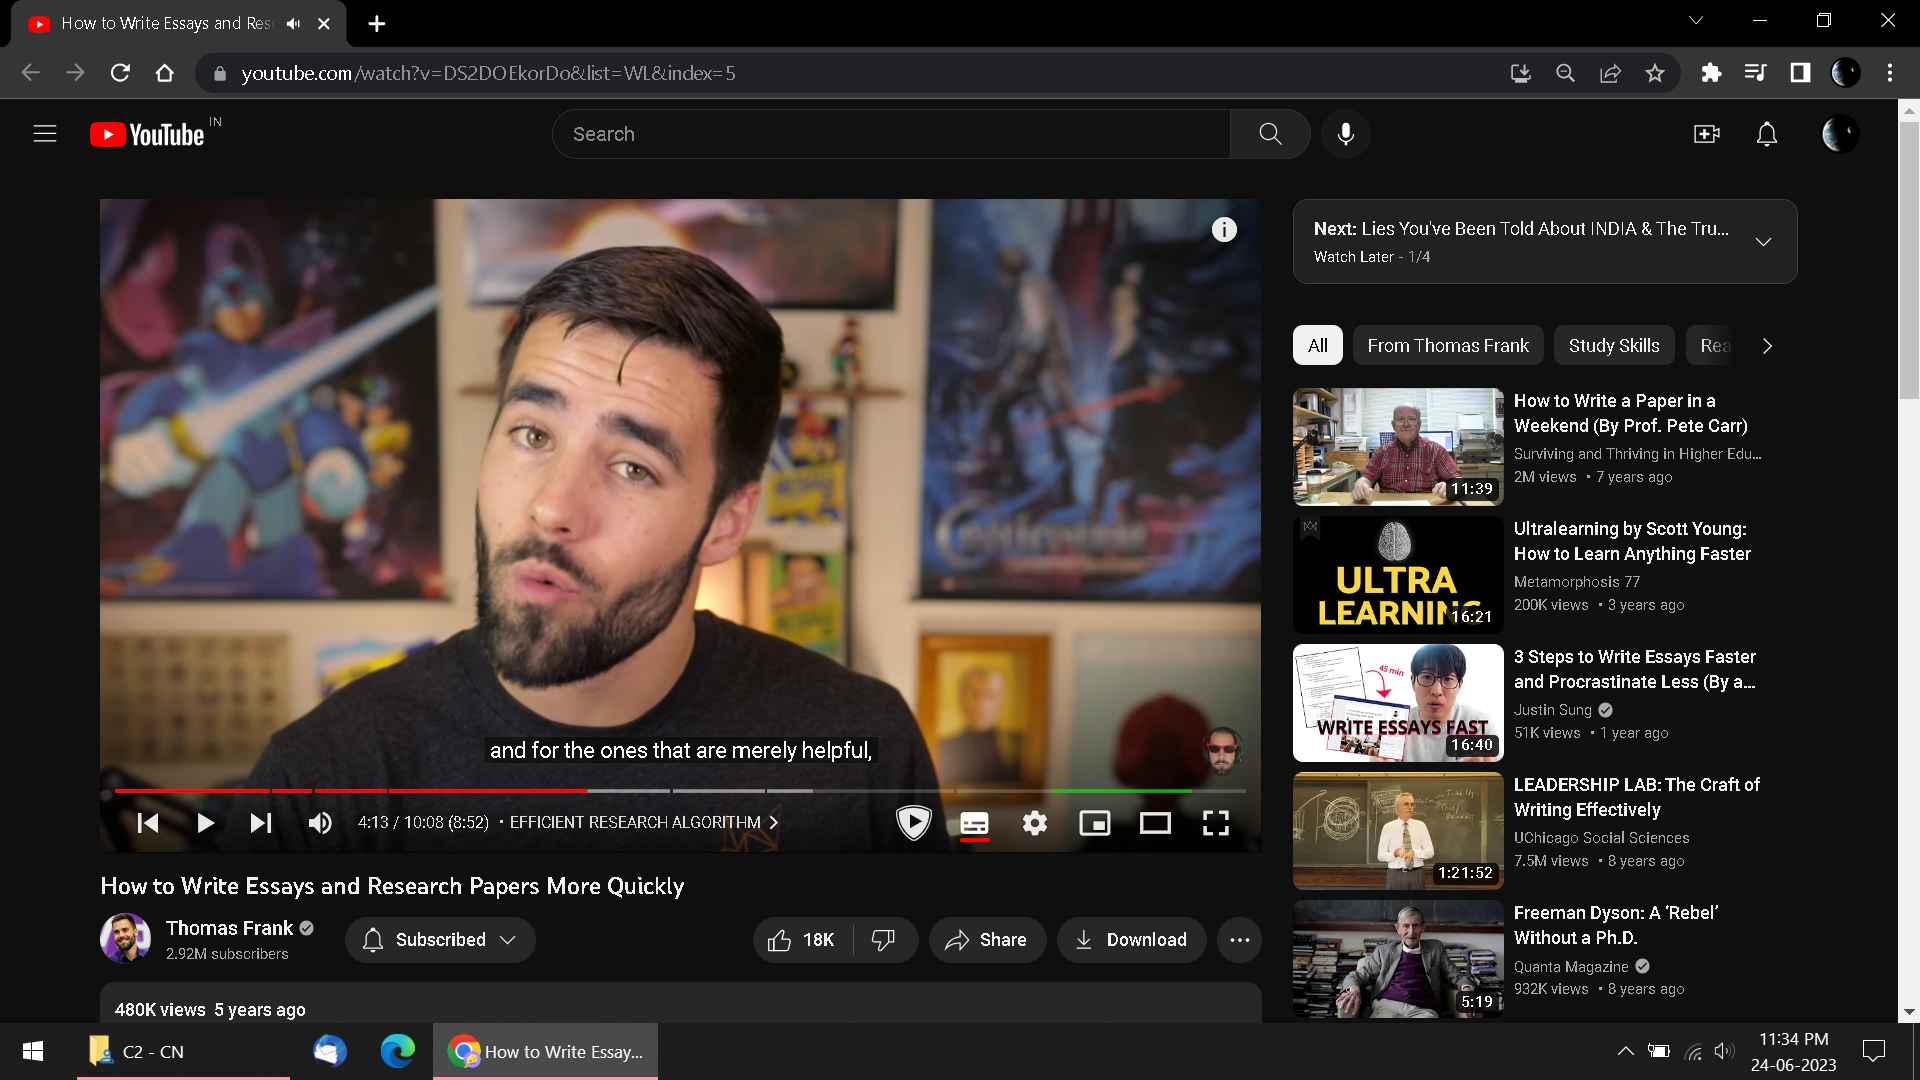 How to Write Essays and Rese
youtube.com/watch?v=DS2DOEkorDo&list=WL&index=5
YouTube IN
Search
Next: Lies You've Been Told About INDIA & The Tru...
Watch Later - 1/4
All
From Thomas Frank
Study Skills
Rea
and for the ones that are merely helpful,
4:13 / 10:08 (8:52) • EFFICIENT RESEARCH ALGORITHM
How to Write Essays and Research Papers More Quickly
Thomas Frank
2.92M subscribers
Subscribed
18K
Share
Download
480K views 5 years ago
11:39
How to Write a Paper in a
Weekend (By Prof. Pete Carr)
Surviving and Thriving in Higher Edu...
2M views • 7 years ago
ULTRA
LEARNING
16:21
Ultralearning by Scott Young:
How to Learn Anything Faster
Metamorphosis 77
200K views • 3 years ago
45 min
WRITE ESSAYS FAST
16:40
3 Steps to Write Essays Faster
and Procrastinate Less (By a...
Justin Sung
51K views • 1 year ago
1:21:52
LEADERSHIP LAB: The Craft of
Writing Effectively
UChicago Social Sciences
7.5M views • 8 years ago
5:19
Freeman Dyson: A ‘Rebel’
Without a Ph.D.
Quanta Magazine
932K views • 8 years ago
C2 - CN
How to Write Essay...
11:34 PM
24-06-2023